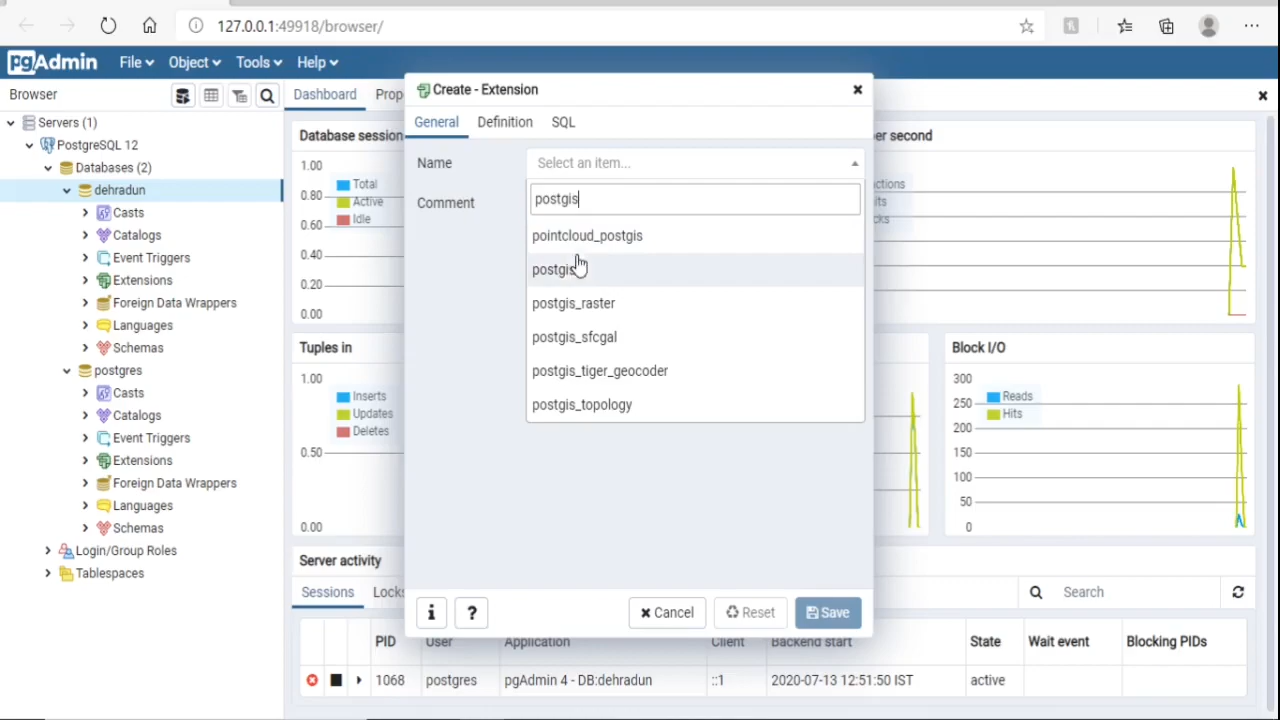 127.0.0.1:49918/browser/
pgAdmin File Object Tools Help
Browser
Dashboard Prop
Servers (1)
PostgreSQL 12
Databases (2)
dehradun
Casts
Catalogs
Event Triggers
Extensions
Foreign Data Wrappers
Languages
Schemas
postgres
Casts
Catalogs
Event Triggers
Extensions
Foreign Data Wrappers
Languages
Schemas
Login/Group Roles
Tablespaces
Create - Extension
General Definition SQL
Name Select an item...
Comment
postgis
pointcloud_postgis
postgis
postgis_raster
postgis_sfcgal
postgis_tiger_geocoder
postgis_topology
Cancel Reset Save
Database session
1.00
0.80
0.60
0.40
0.20
0.00
Total
Active
Idle
er second
ctions
its
cks
Tuples in
1.00
0.50
0.00
Inserts
Updates
Deletes
Block I/O
300
250
200
150
100
50
0
Reads
Hits
Server activity
Sessions Locks
Search
PID User Application Client Backend start State Wait event Blocking PIDs
1068 postgres pgAdmin 4 - DB:dehradun ::1 2020-07-13 12:51:50 IST active